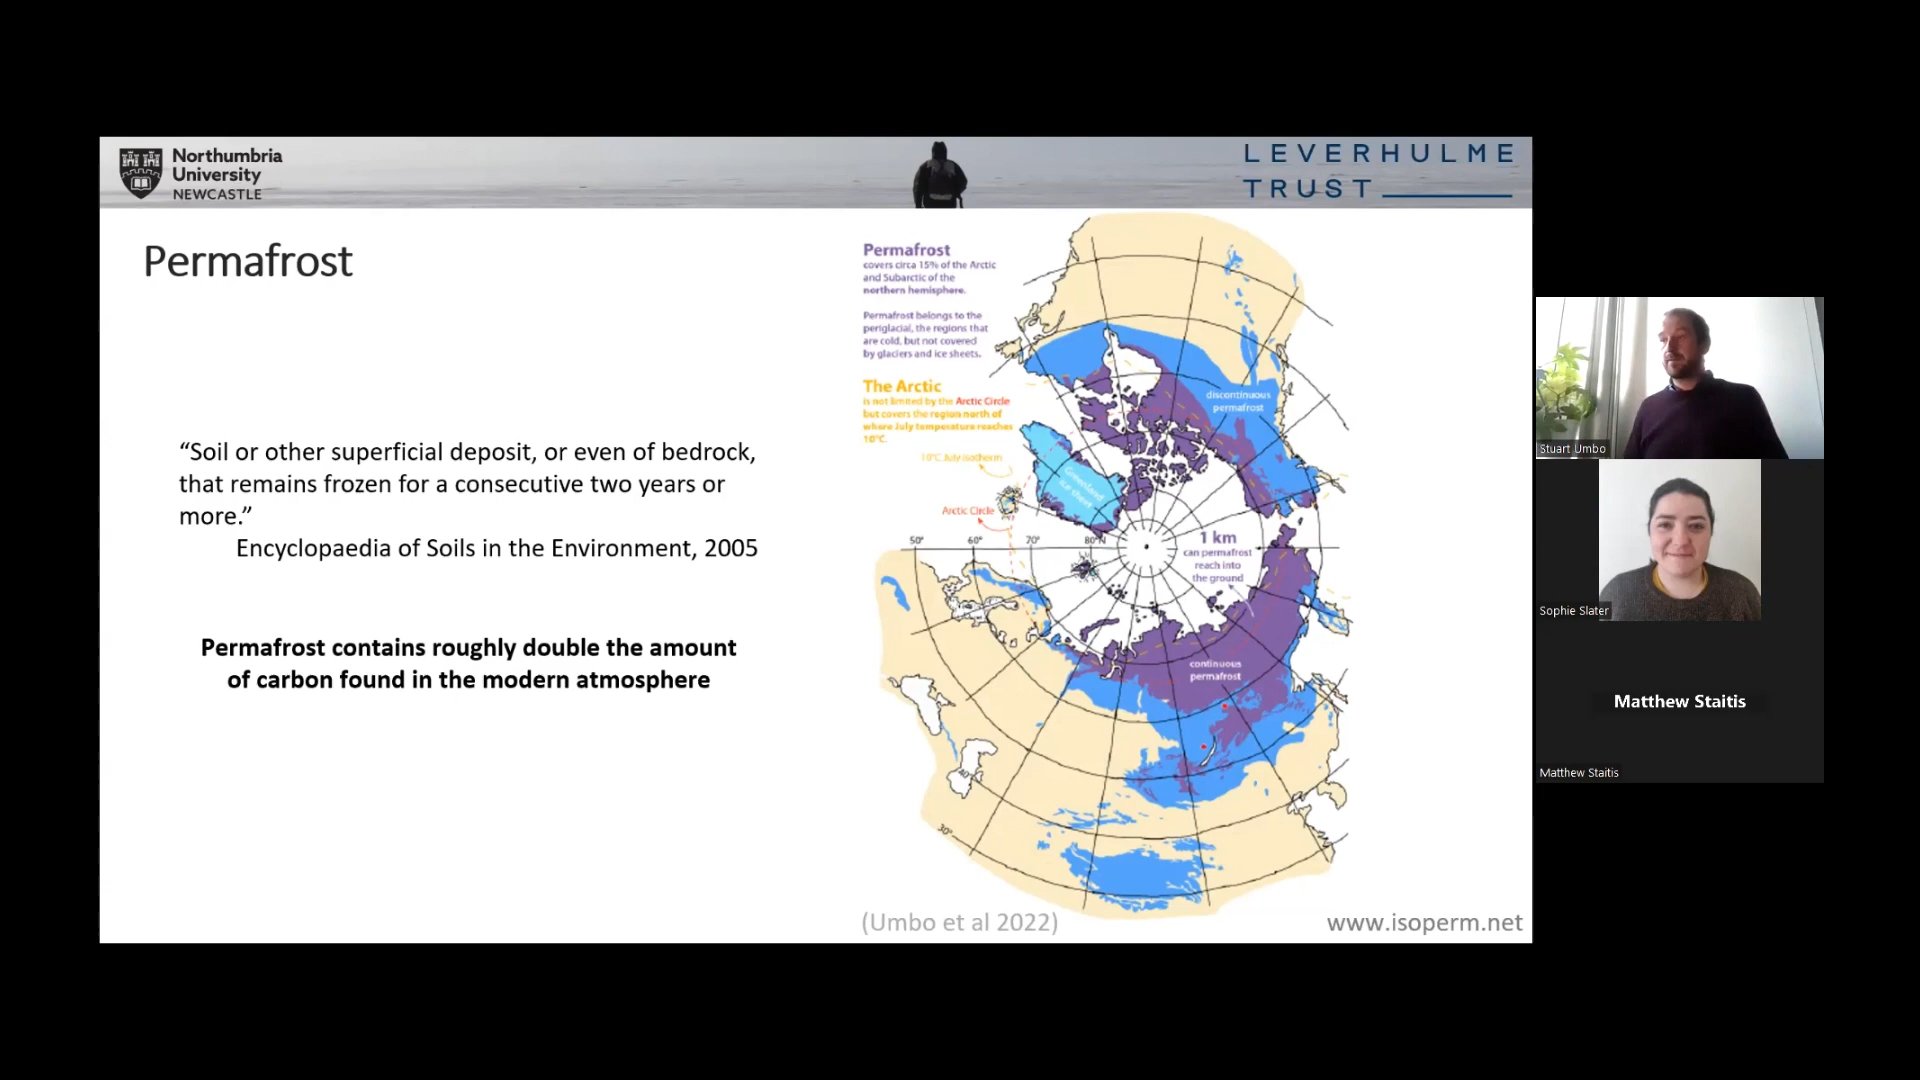 Northumbria
University
NEWCASTLE
LEVERHULME
TRUST
Permafrost
“Soil or other superficial deposit, or even of bedrock,
that remains frozen for a consecutive two years or
more.”
Encyclopaedia of Soils in the Environment, 2005
Permafrost contains roughly double the amount
of carbon found in the modern atmosphere
Permafrost
covers circa 15% of the Arctic
and Subarctic of the
northern hemisphere.
Permafrost belongs to the
periglacial, the regions that
are cold, but not covered
by glaciers and ice sheets.
The Arctic
is not limited by the Arctic Circle
but covers the region north of
where July temperature reaches
10°C.
10°C July isotherm
Arctic Circle
Greenland
ice sheet
discontinuous
permafrost
50°
60°
70°
80°N
1 km
can permafrost
reach into
the ground
continuous
permafrost
30°
(Umbo et al 2022)
www.isoperm.net
Stuart Umbo
Sophie Slater
Matthew Staitis
Matthew Staitis